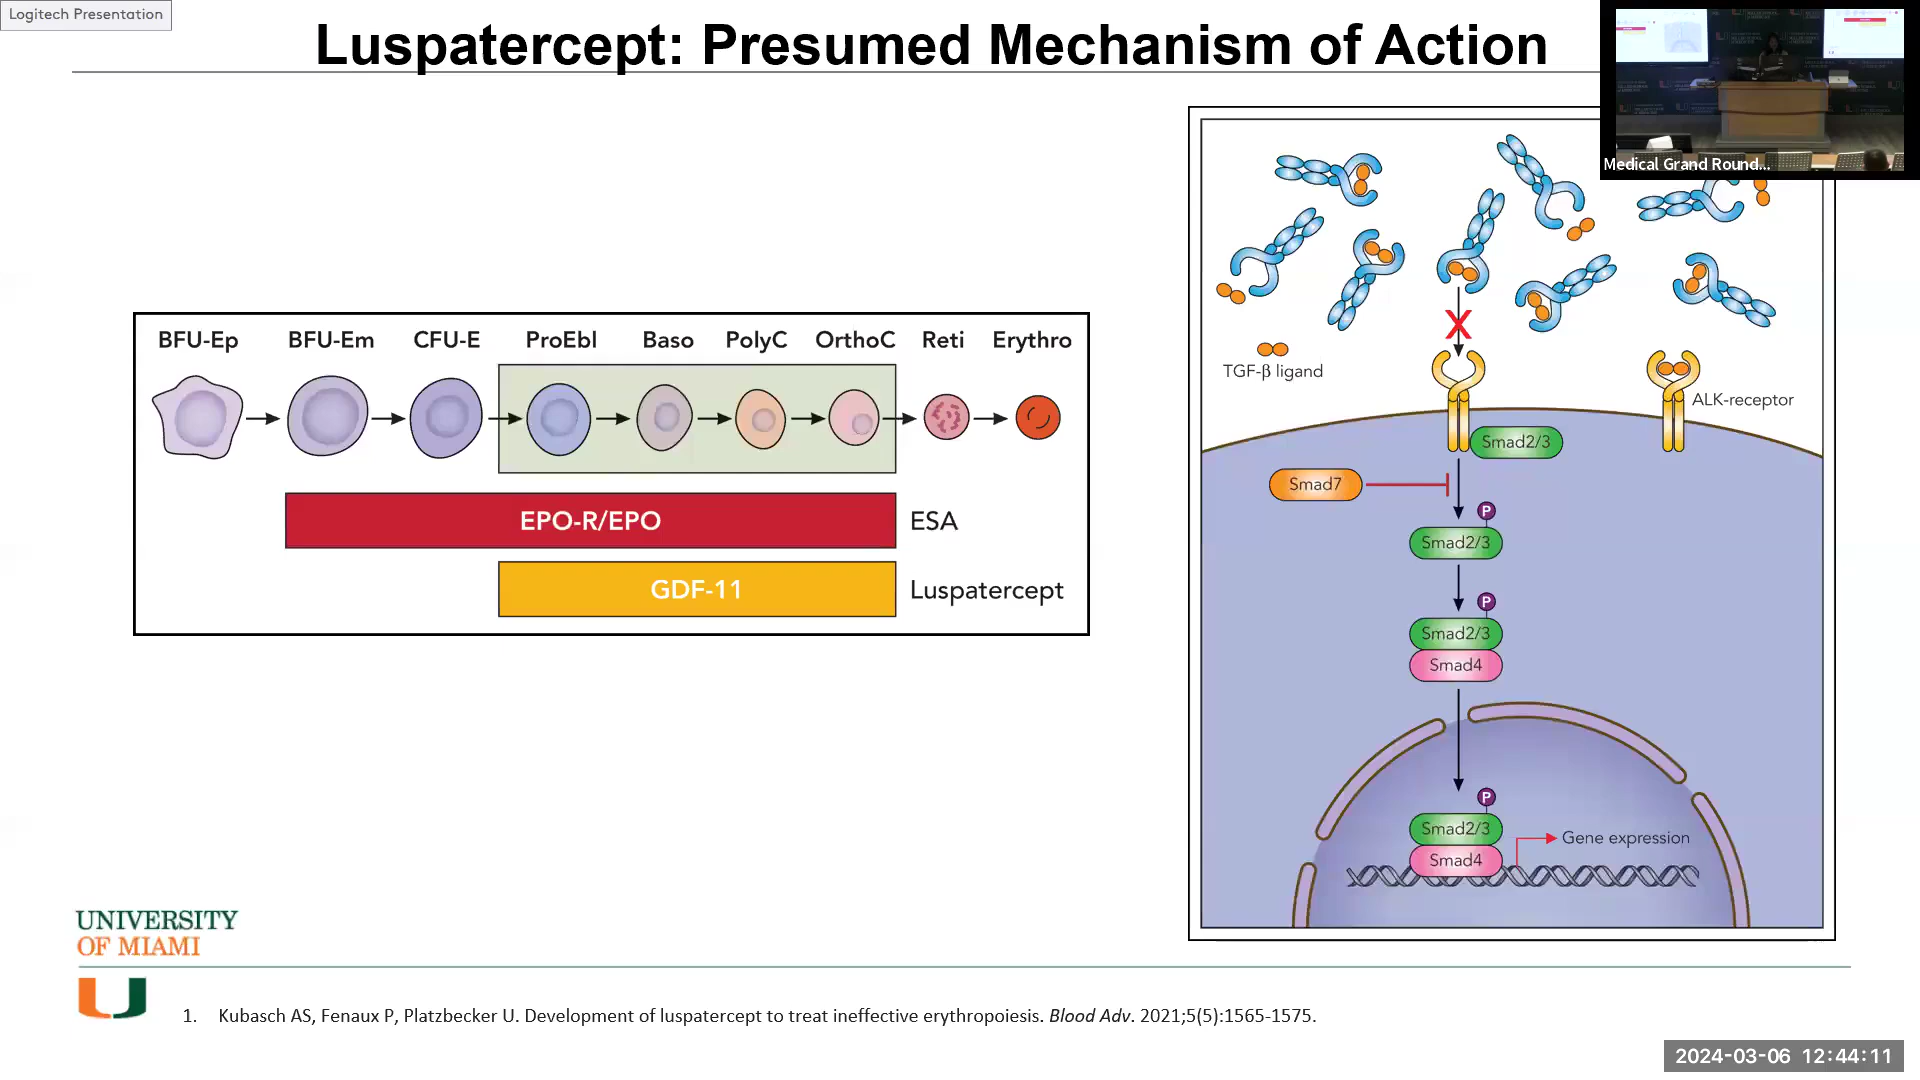 Logitech Presentation
Luspatercept: Presumed Mechanism of Action
Medical Grand Round...
BFU-Ep BFU-Em CFU-E ProEbl Baso PolyC OrthoC Reti Erythro
EPO-R/EPO ESA
GDF-11 Luspatercept
X
TGF-β ligand
ALK-receptor
Smad2/3
Smad7
P
Smad2/3
P
Smad2/3
Smad4
P
Smad2/3
Smad4
Gene expression
UNIVERSITY
OF MIAMI
1. Kubasch AS, Fenaux P, Platzbecker U. Development of luspatercept to treat ineffective erythropoiesis. Blood Adv. 2021;5(5):1565-1575.
2024-03-06 12:44:11